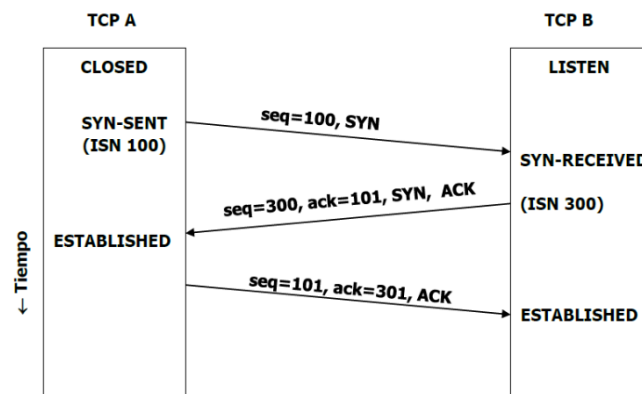 TCP A
TCP B
CLOSED
LISTEN
SYN-SENT
(ISN 100)
seq=100, SYN
SYN-RECEIVED
seq=300, ack=101, SYN, ACK
(ISN 300)
ESTABLISHED
← Tiempo
seq=101, ack=301, ACK
ESTABLISHED